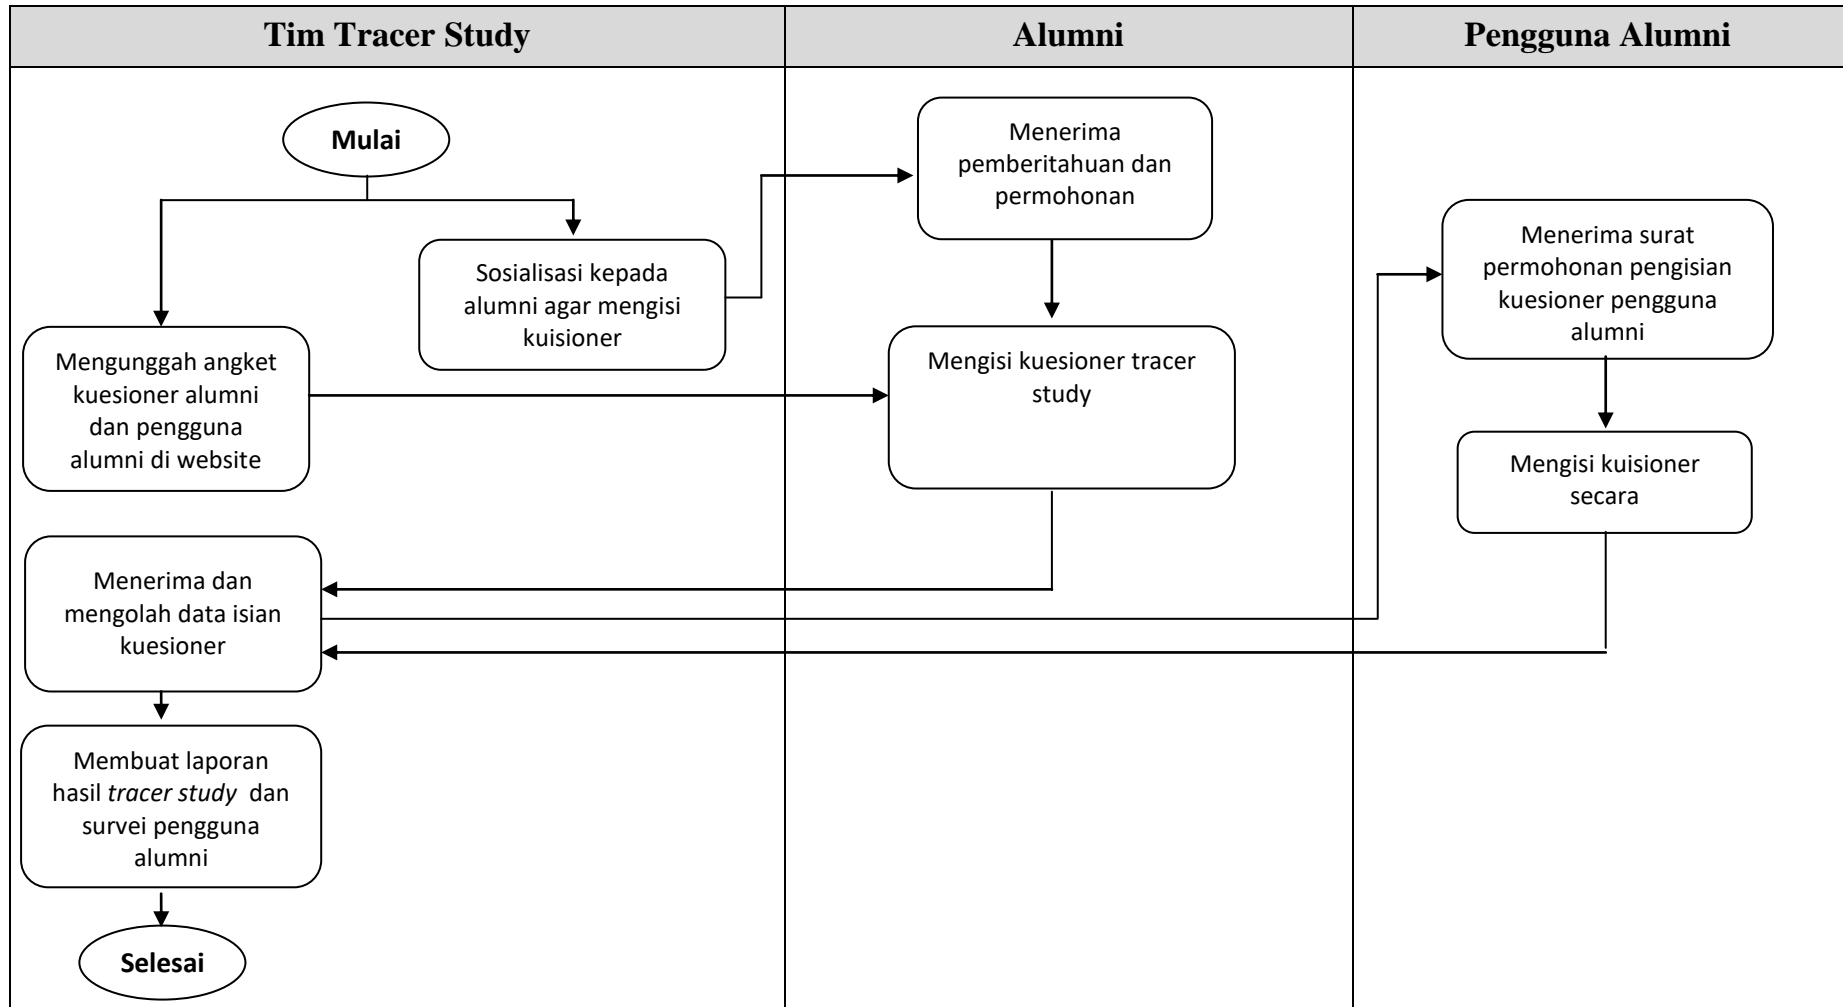 Tim Tracer Study
Alumni
Pengguna Alumni
Mulai
Sosialisasi kepada
alumni agar mengisi
kuisioner
Mengunggah angket
kuesioner alumni
dan pengguna
alumni di website
Menerima dan
mengolah data isian
kuesioner
Membuat laporan
hasil tracer study dan
survei pengguna
alumni
Selesai
Menerima
pemberitahuan dan
permohonan
Mengisi kuesioner tracer
study
Menerima surat
permohonan pengisian
kuesioner pengguna
alumni
Mengisi kuisioner
secara